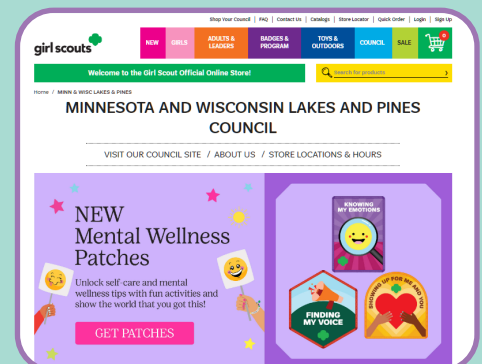 Shop Your Council | FAQ | Contact Us | Catalogs | Store Locator | Quick Order | Login | Sign Up
girl scouts
NEW
GIRLS
ADULTS & LEADERS
BADGES & PROGRAM
TOYS & OUTDOORS
COUNCIL
SALE
0
Welcome to the Girl Scout Official Online Store!
Search for products
Home / MINN & WISC LAKES & PINES
MINNESOTA AND WISCONSIN LAKES AND PINES
COUNCIL
VISIT OUR COUNCIL SITE / ABOUT US / STORE LOCATIONS & HOURS
NEW
Mental Wellness
Patches
Unlock self-care and mental
wellness tips with fun activities and
show the world that you got this!
GET PATCHES
KNOWING
MY EMOTIONS
FINDING
MY VOICE
SHOWING UP FOR ME AND YOU